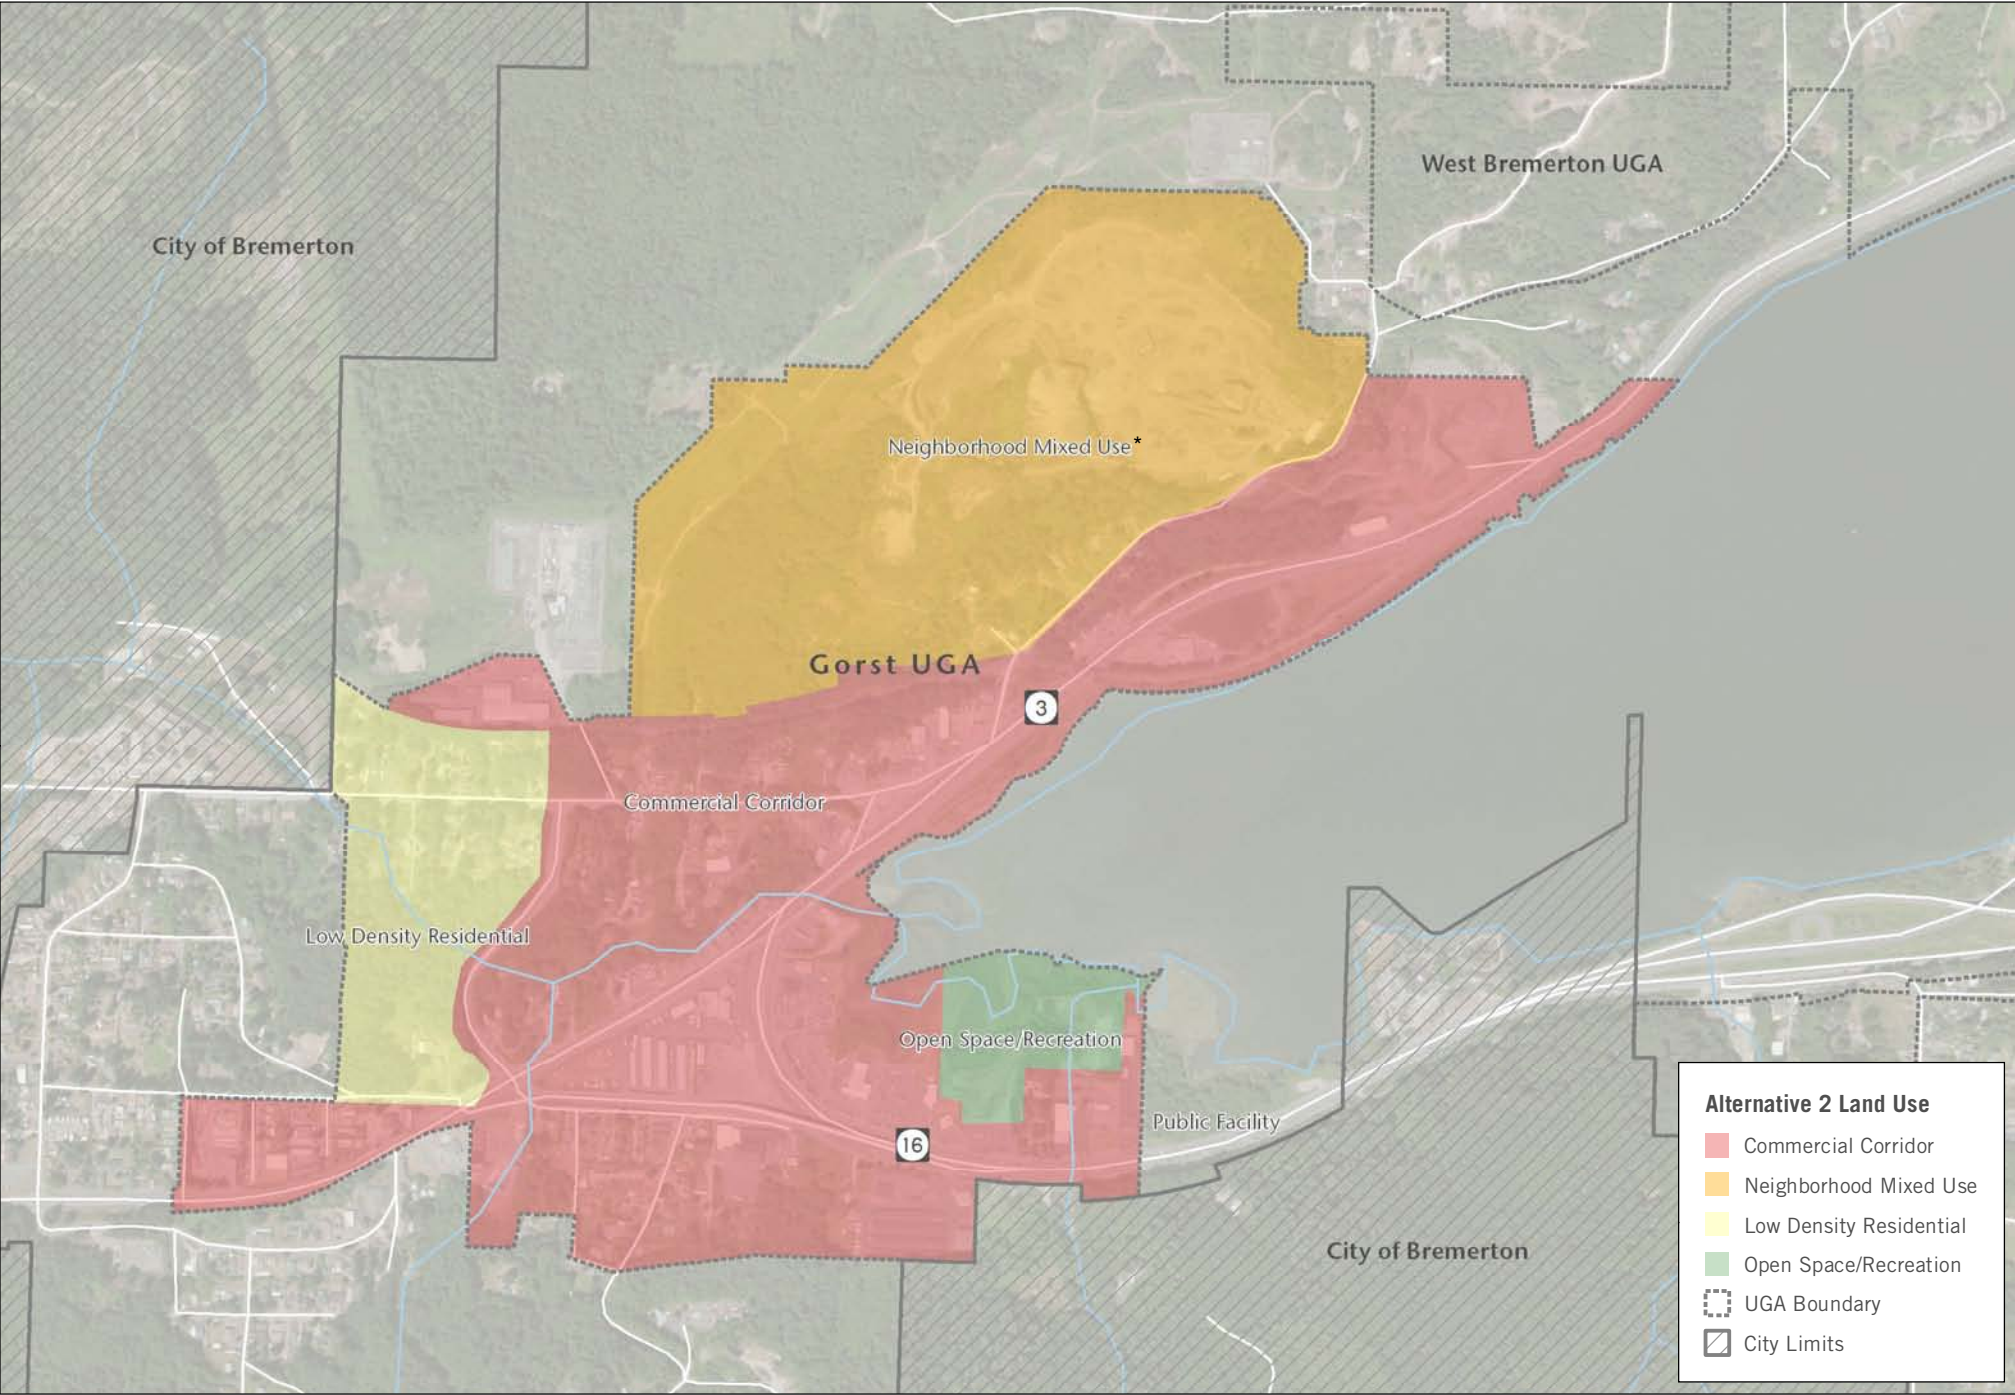 West Bremerton UGA
City of Bremerton
Neighborhood Mixed Use*
Gorst UGA
3
Commercial Corridor
Low Density Residential
Open Space/Recreation
Public Facility
16
City of Bremerton
Alternative 2 Land Use
Commercial Corridor
Neighborhood Mixed Use
Low Density Residential
Open Space/Recreation
UGA Boundary
City Limits